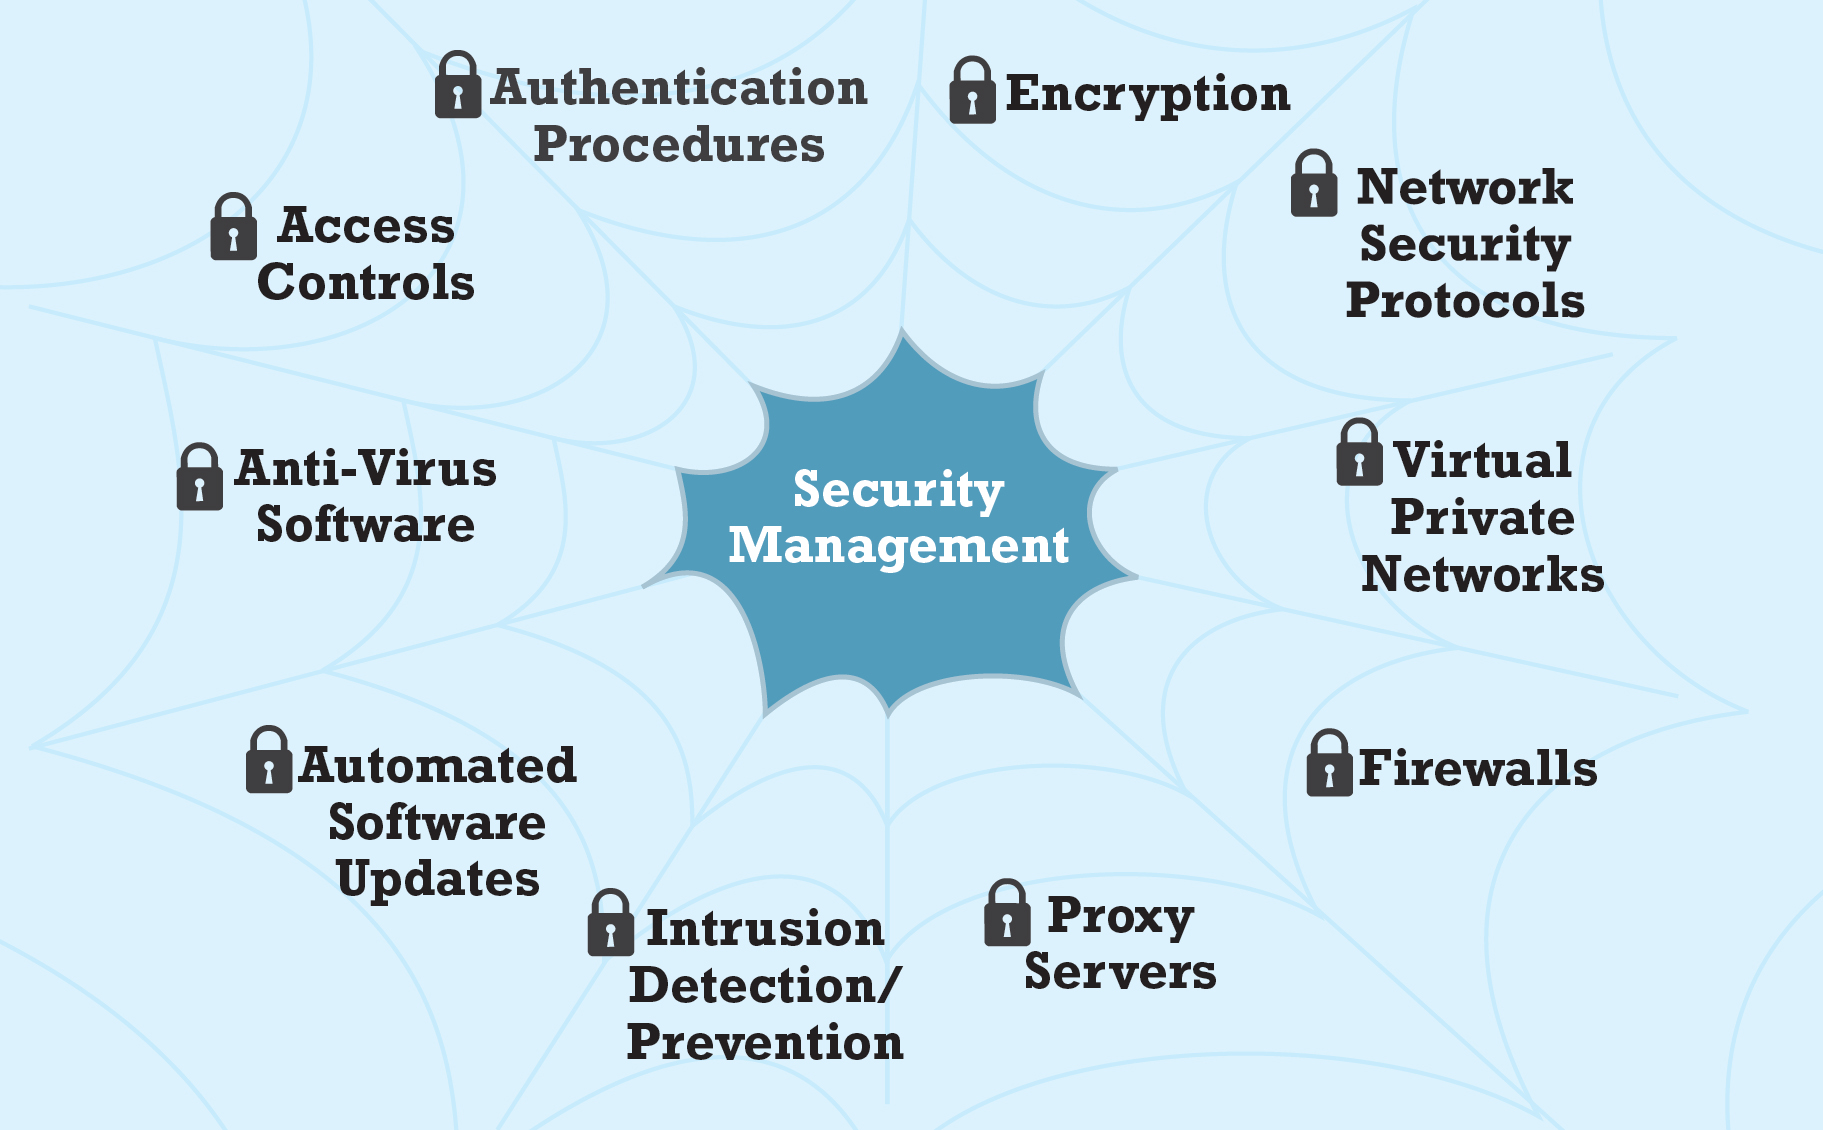 Authentication
Procedures
Encryption
Network
Security
Protocols
Access
Controls
Virtual
Private
Networks
Anti-Virus
Software
Security
Management
Firewalls
Automated
Software
Updates
Proxy
Servers
Intrusion
Detection/
Prevention